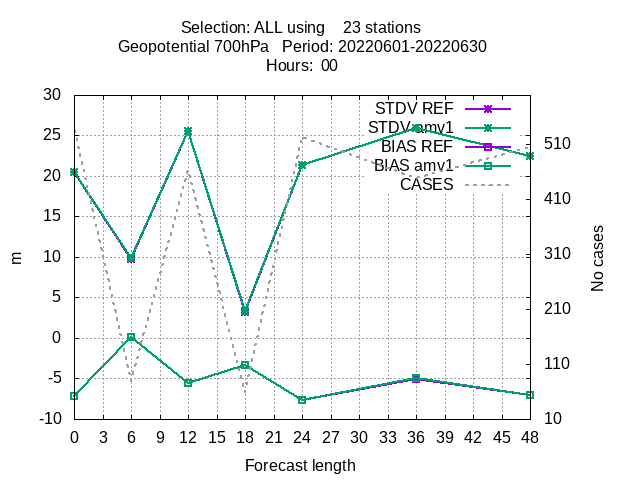 Selection: ALL using    23 stations
Geopotential 700hPa   Period: 20220601-20220630
Hours:  00
STDV REF
STDV amv1
BIAS REF
BIAS amv1
CASES
30
25
20
15
10
5
0
-5
-10
m
510
410
310
210
110
10
No cases
0 3 6 9 12 15 18 21 24 27 30 33 36 39 42 45 48
Forecast length